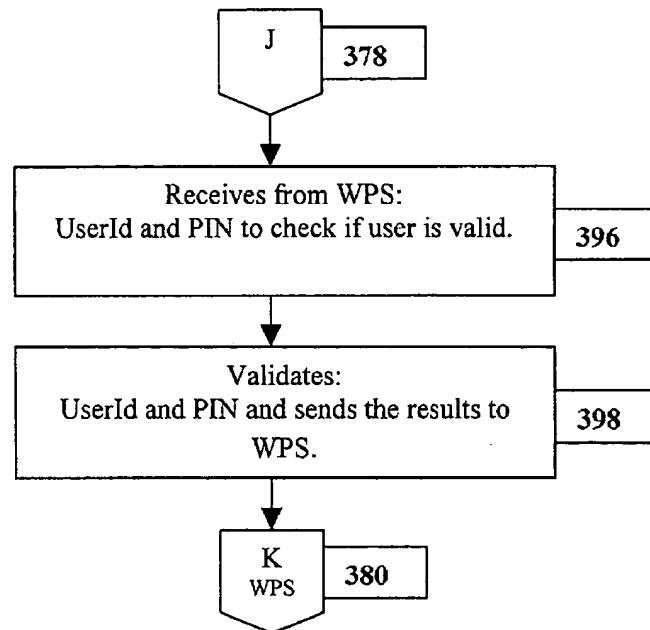 J
378
Receives from WPS:
UserId and PIN to check if user is valid.
396
Validates:
UserId and PIN and sends the results to
WPS.
398
K
WPS
380